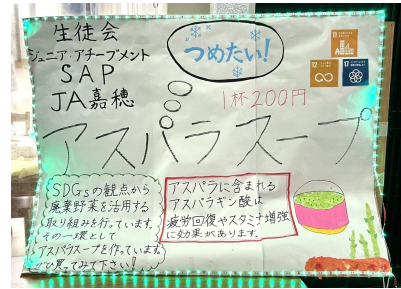 生徒会
ジュニア・アチーブメント
SAP
JA嘉穂
つめたい!
11
12
17
1杯200円
アスパラスープ
SDGsの観点から
廃棄野菜を活用する
取り組みを行っています。
その一環として
アスパラスープを作っています。
ぜひ買ってみて下さい!
アスパラに含まれる
アスパラギン酸は
疲労回復やスタミナ増強
に効果があります。